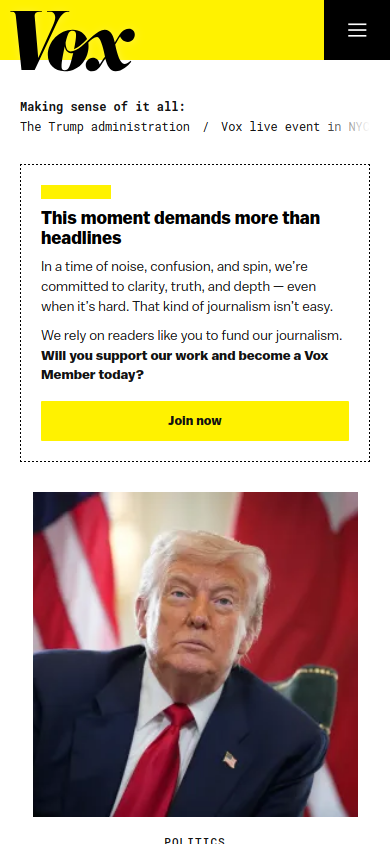 Vox
Making sense of it all:
The Trump administration / Vox live event in NYC
This moment demands more than
headlines
In a time of noise, confusion, and spin, we’re
committed to clarity, truth, and depth — even
when it’s hard. That kind of journalism isn’t easy.
We rely on readers like you to fund our journalism.
Will you support our work and become a Vox
Member today?
Join now
POLITICS